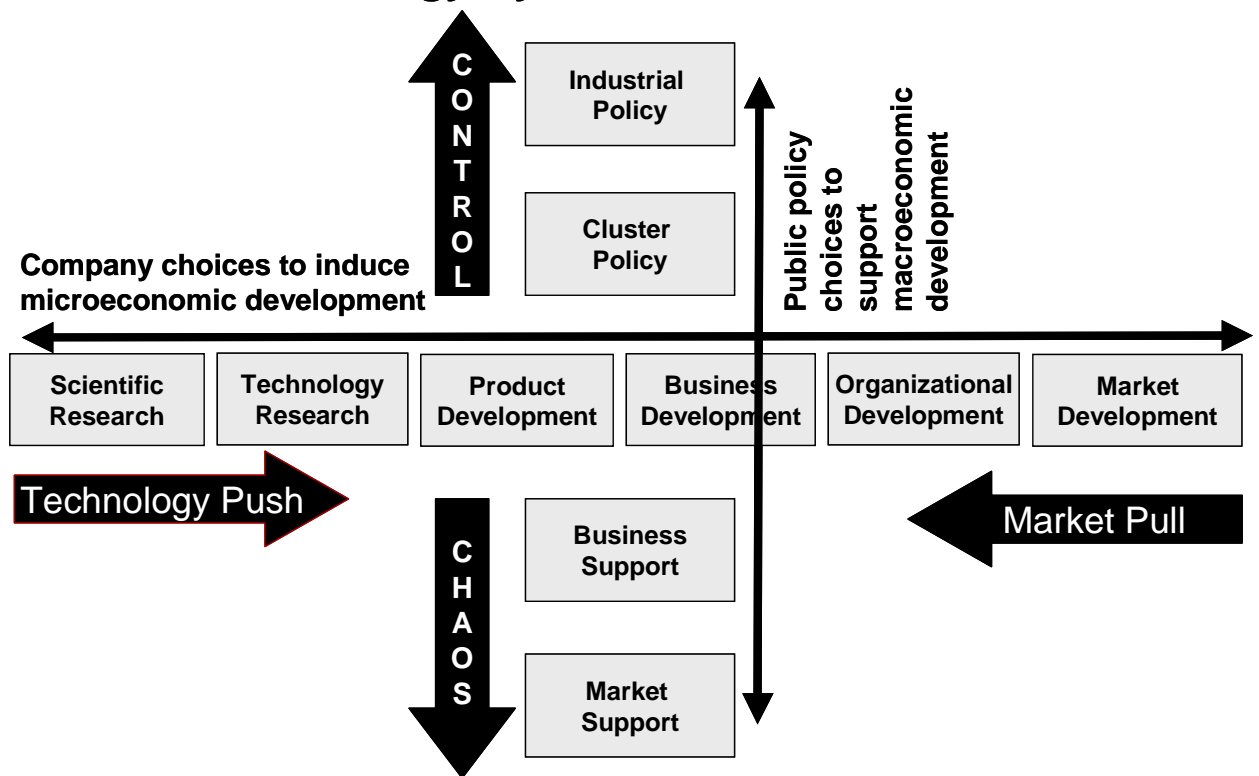 CONTROL
Industrial
Policy
Cluster
Policy
Public policy
choices to
support
macroeconomic
development
Company choices to induce
microeconomic development
Scientific
Research
Technology
Research
Product
Development
Business
Development
Organizational
Development
Market
Development
Technology Push
Market Pull
CHAOS
Business
Support
Market
Support